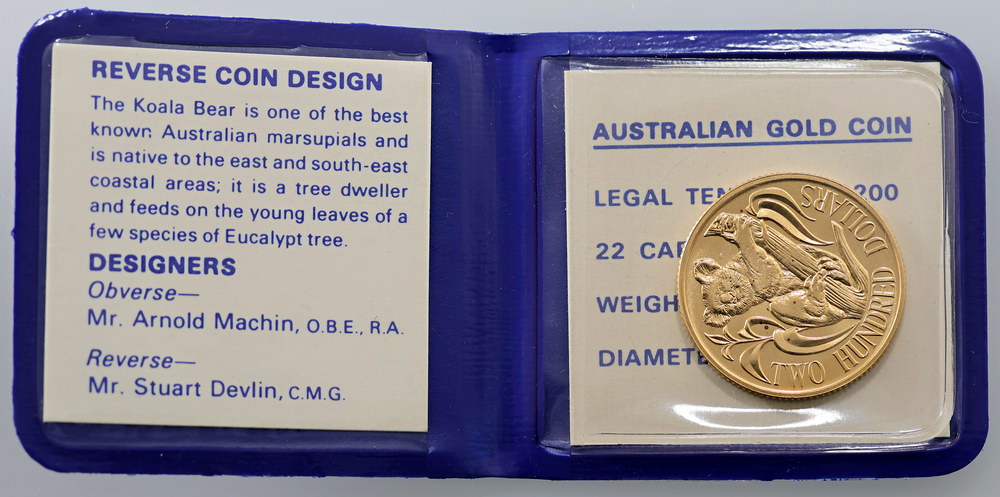 REVERSE COIN DESIGN
The Koala Bear is one of the best
known Australian marsupials and
is native to the east and south-east
coastal areas; it is a tree dweller
and feeds on the young leaves of a
few species of Eucalypt tree.
DESIGNERS
Obverse—
Mr. Arnold Machin, O.B.E., R.A.
Reverse—
Mr. Stuart Devlin, C.M.G.
AUSTRALIAN GOLD COIN
LEGAL TEN 200
22 CAR
WEIGH
DIAMETE
TWO HUNDRED DOLLARS